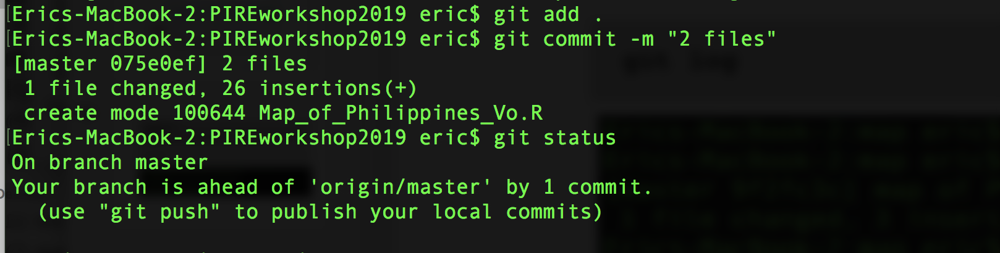 [Erics-MacBook-2:PIREworkshop2019 eric$ git add .
[Erics-MacBook-2:PIREworkshop2019 eric$ git commit -m "2 files"
[master 075e0ef] 2 files
 1 file changed, 26 insertions(+)
 create mode 100644 Map_of_Philippines_Vo.R
[Erics-MacBook-2:PIREworkshop2019 eric$ git status
On branch master
Your branch is ahead of 'origin/master' by 1 commit.
  (use "git push" to publish your local commits)